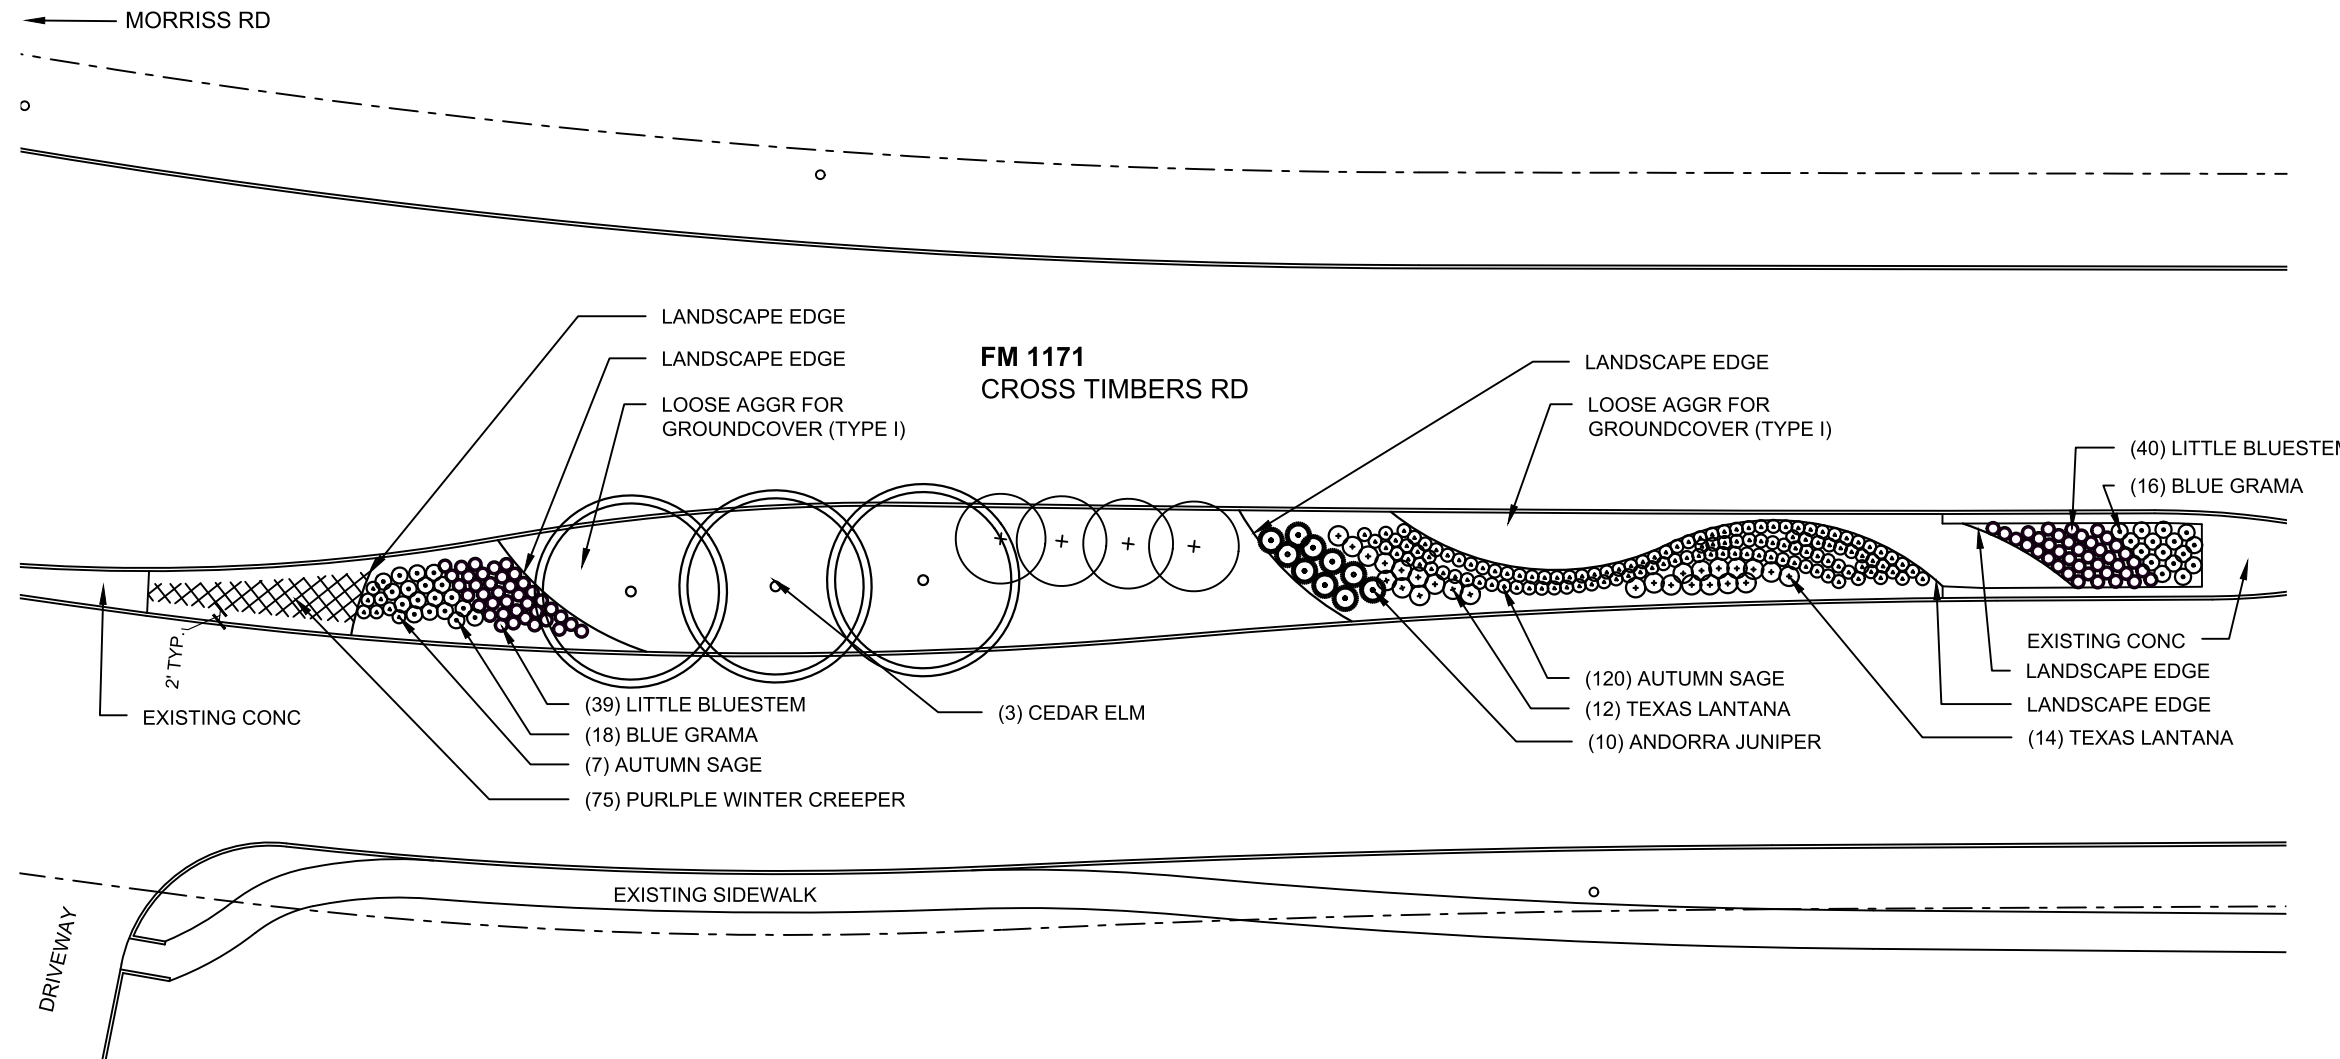 MORRISS RD
LANDSCAPE EDGE
LANDSCAPE EDGE
LOOSE AGGR FOR
GROUNDCOVER (TYPE I)
FM 1171
CROSS TIMBERS RD
LANDSCAPE EDGE
LOOSE AGGR FOR
GROUNDCOVER (TYPE I)
(40) LITTLE BLUESTEM
(16) BLUE GRAMA
2' TYP.
EXISTING CONC
(39) LITTLE BLUESTEM
(18) BLUE GRAMA
(7) AUTUMN SAGE
(75) PURLPLE WINTER CREEPER
(3) CEDAR ELM
(120) AUTUMN SAGE
(12) TEXAS LANTANA
(10) ANDORRA JUNIPER
EXISTING CONC
LANDSCAPE EDGE
LANDSCAPE EDGE
(14) TEXAS LANTANA
EXISTING SIDEWALK
DRIVEWAY